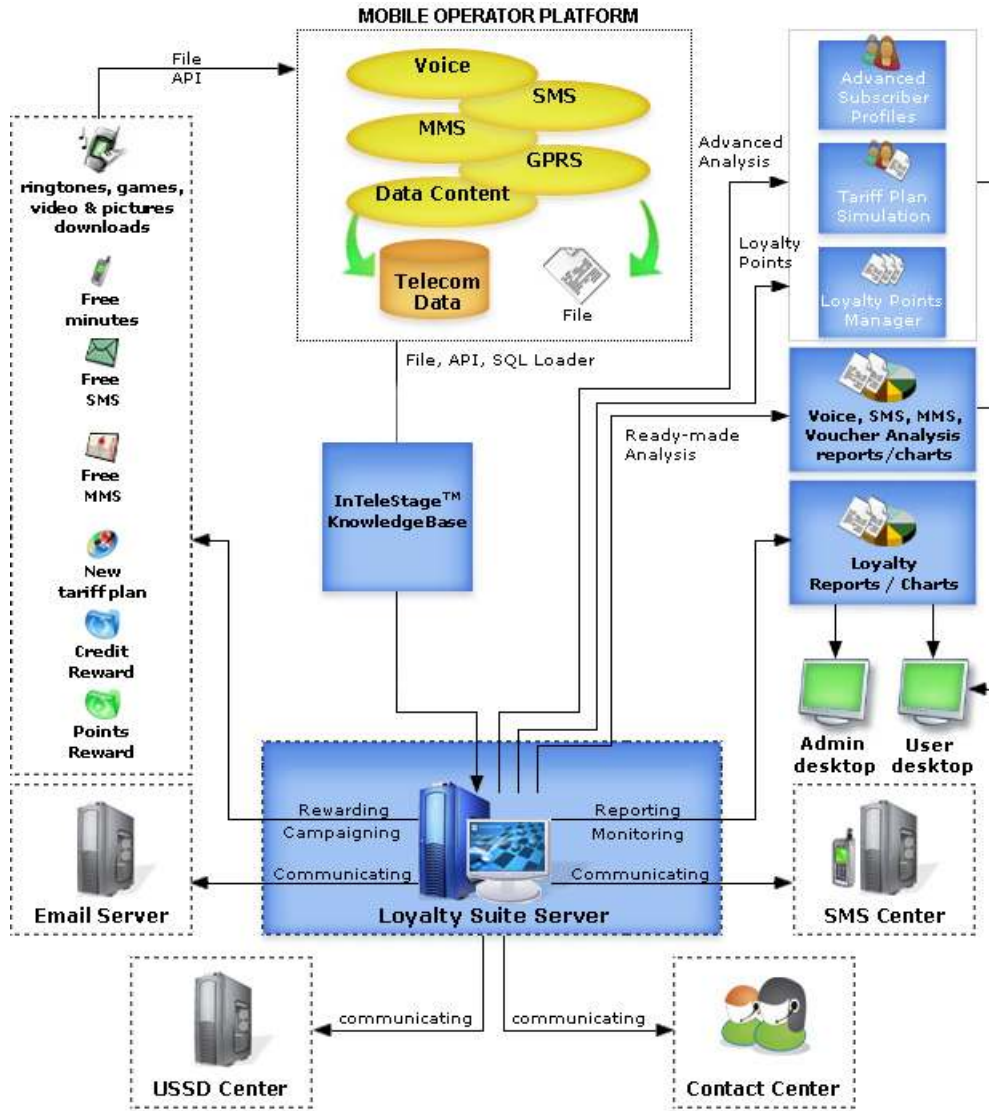 MOBILE OPERATOR PLATFORM
File
API
Voice
SMS
MMS
GPRS
Data Content
Telecom
Data
File
ringtones, games,
video & pictures
downloads
Free
minutes
Free
SMS
Free
MMS
New
tariff plan
Credit
Reward
Points
Reward
File, API, SQL Loader
InTeleStage™
KnowledgeBase
Advanced
Analysis
Loyalty
Points
Ready-made
Analysis
Advanced
Subscriber
Profiles
Tariff Plan
Simulation
Loyalty Points
Manager
Voice, SMS, MMS,
Voucher Analysis
reports/charts
Loyalty
Reports / Charts
Admin
desktop
User
desktop
Rewarding
Campaigning
Communicating
Reporting
Monitoring
Communicating
Loyalty Suite Server
Email Server
SMS Center
communicating
communicating
USSD Center
Contact Center